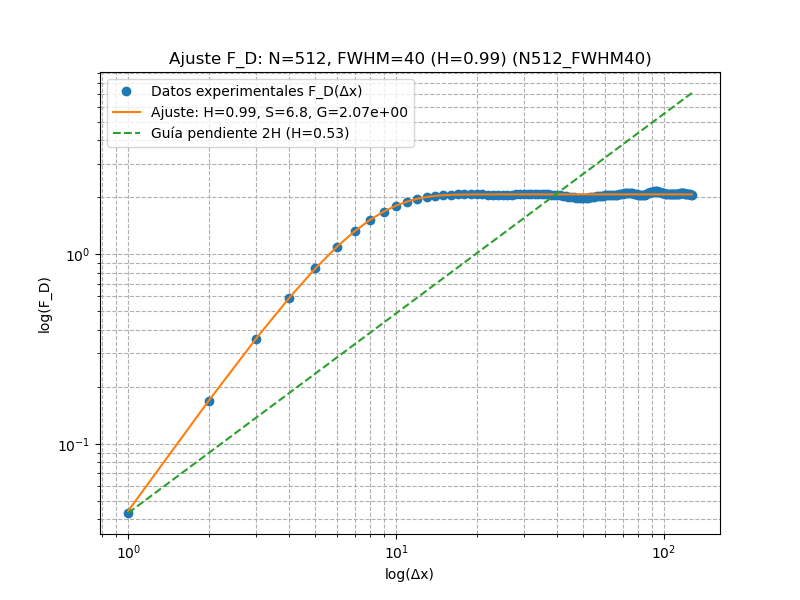 Ajuste F_D: N=512, FWHM=40 (H=0.99) (N512_FWHM40)
Datos experimentales F_D(Δx)
Ajuste: H=0.99, S=6.8, G=2.07e+00
Guía pendiente 2H (H=0.53)
log(F_D)
10⁰
10⁻¹
10⁰
10¹
10²
log(Δx)